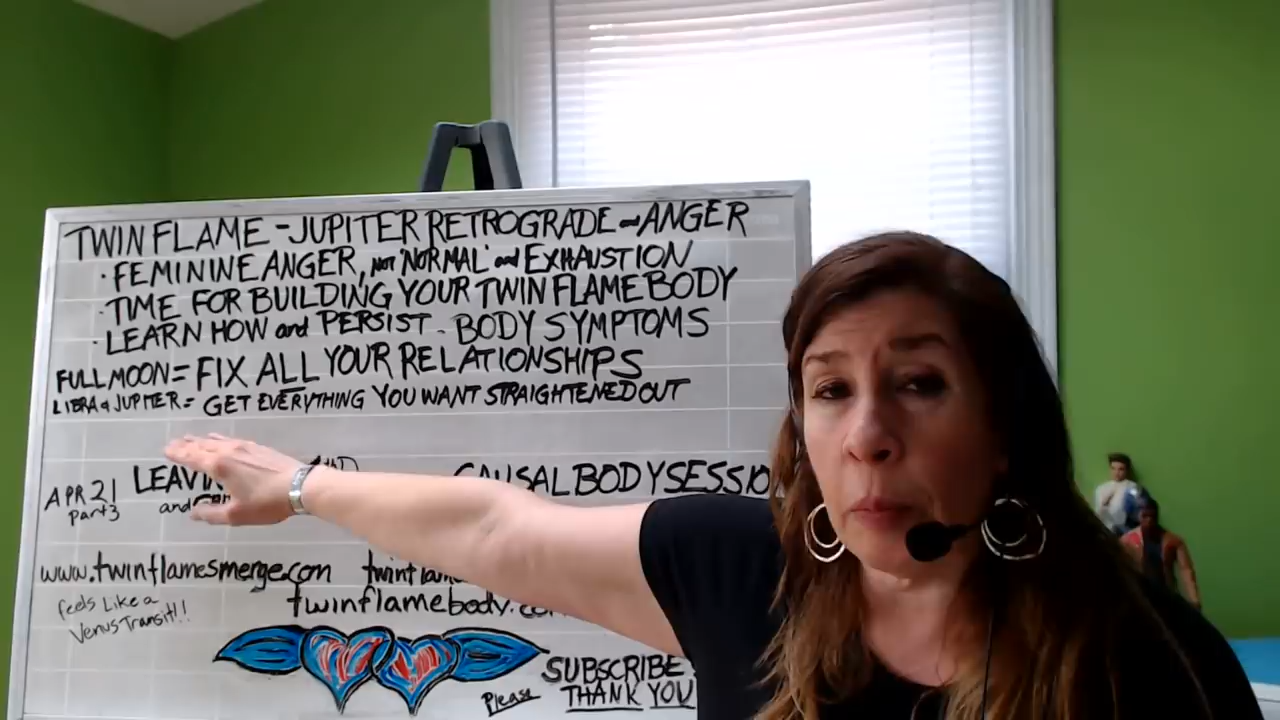 TWIN FLAME - JUPITER RETROGRADE and ANGER
• FEMININE ANGER, NOT 'NORMAL' and EXHAUSTION
• TIME FOR BUILDING YOUR TWIN FLAME BODY
• LEARN HOW and PERSIST - BODY SYMPTOMS
FULL MOON = FIX ALL YOUR RELATIONSHIPS
LIBRA & JUPITER = GET EVERYTHING YOU WANT STRAIGHTENED OUT
APR 21 Part 3
and
CAUSAL BODY
www.twinflamesmerge.com
twinflamebody.
feels Like a
Venus Transit!!
SUBSCRIBE
Please THANK YOU